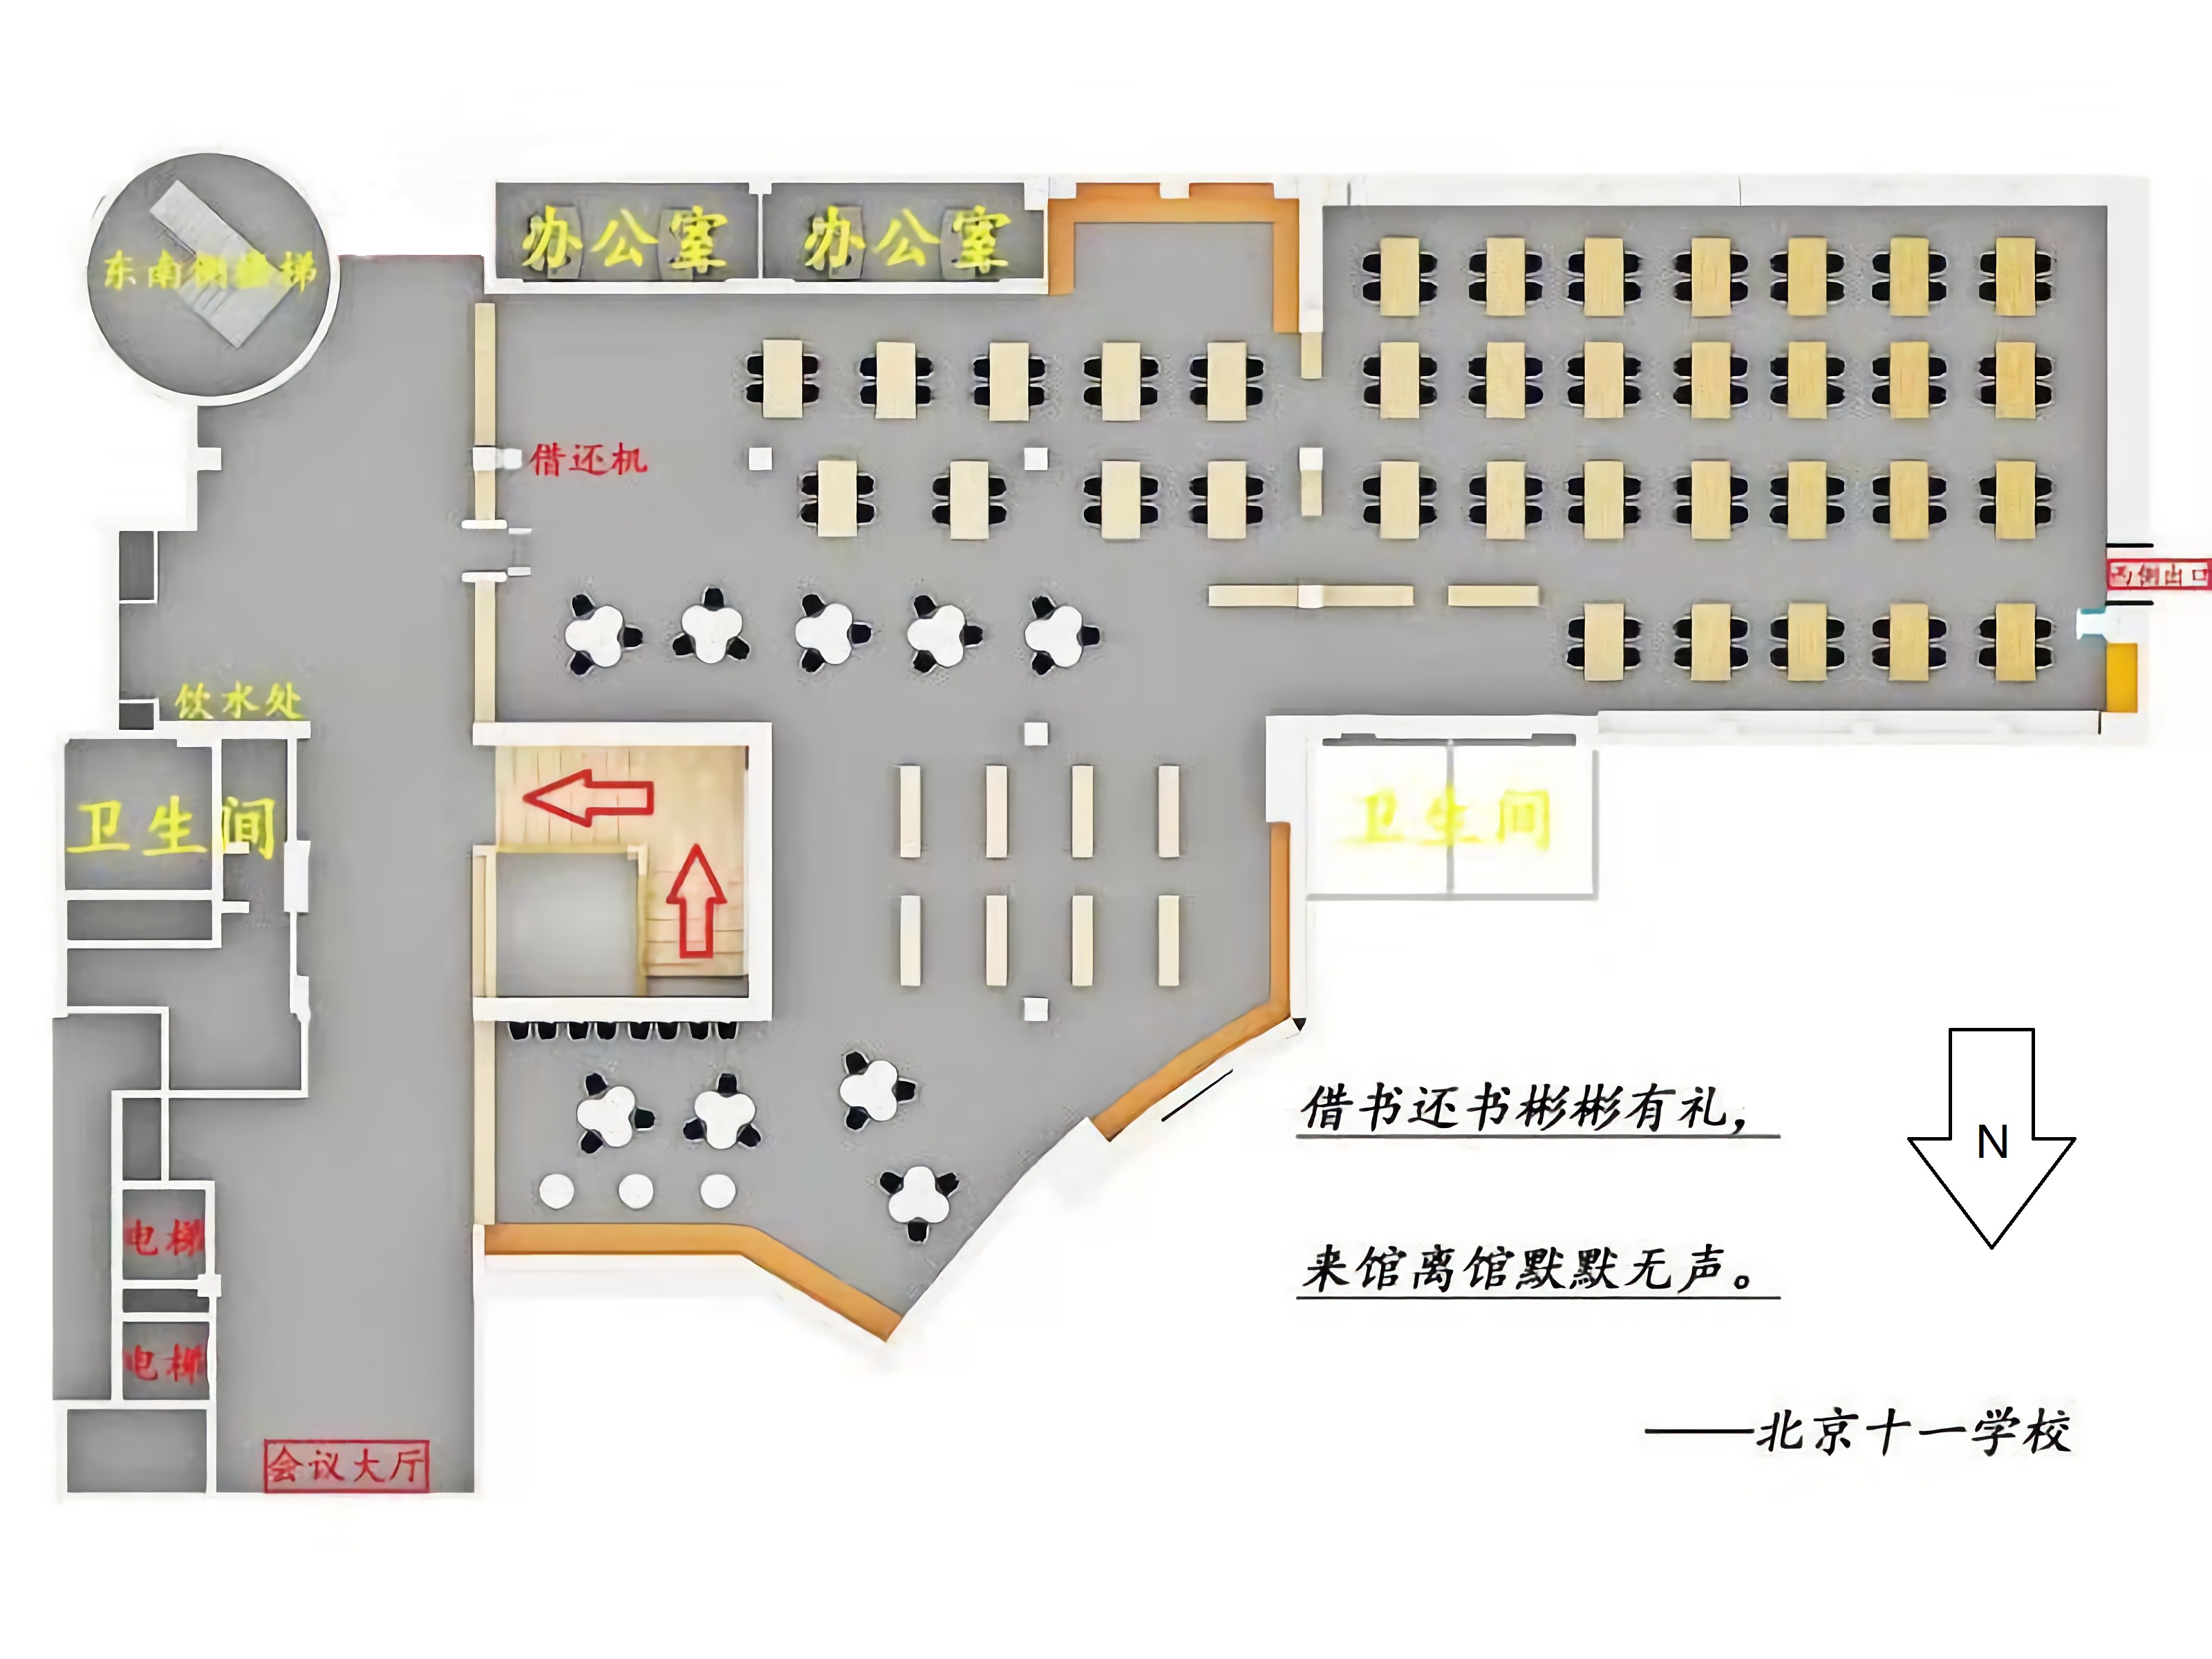 办公室
办公室
东南侧楼梯
借还机
西侧出口
饮水处
卫生间
卫生间
借书还书彬彬有礼，
N
来馆离馆默默无声。
电梯
电梯
——北京十一学校
会议大厅